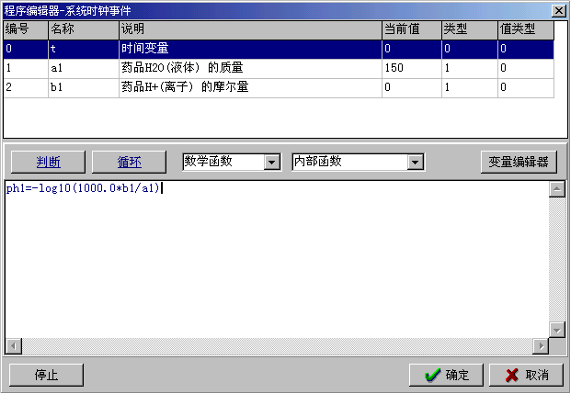 程序编辑器-系统时钟事件
编号 名称 说明 当前值 类型 值类型
0 t 时间变量 0 0 0
1 a1 药品H2O(液体) 的质量 150 1 0
2 b1 药品H+(离子) 的摩尔量 0 1 0
判断 循环 数学函数 内部函数 变量编辑器
ph1=-log10(1000.0*b1/a1)
停止 确定 取消